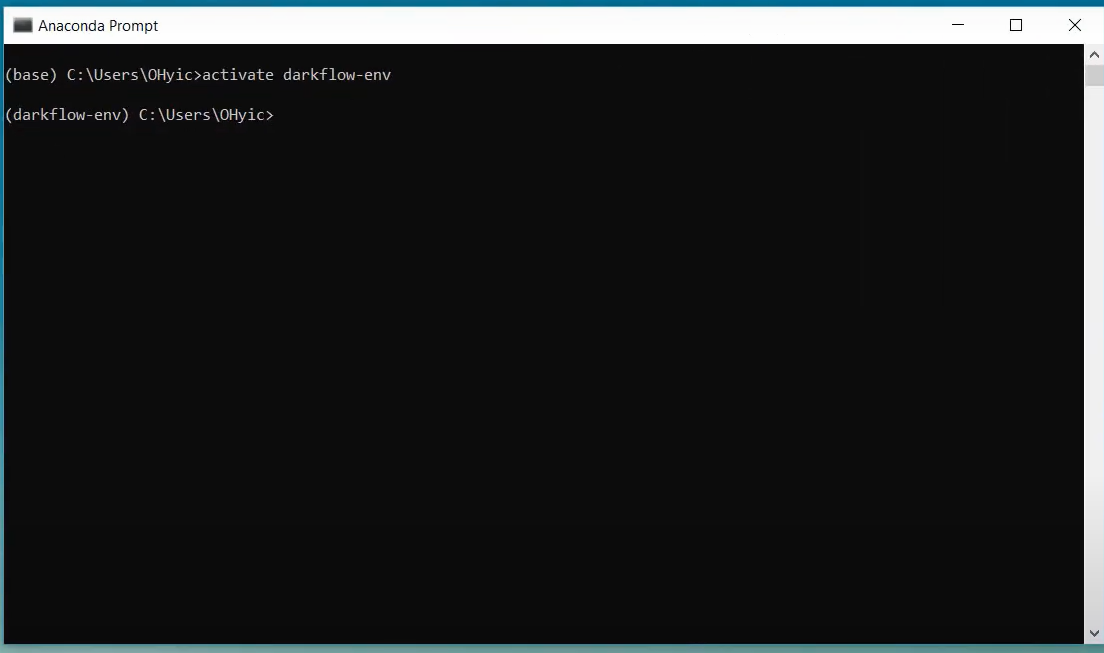 Anaconda Prompt
(base) C:\Users\OHyic>activate darkflow-env
(darkflow-env) C:\Users\OHyic>